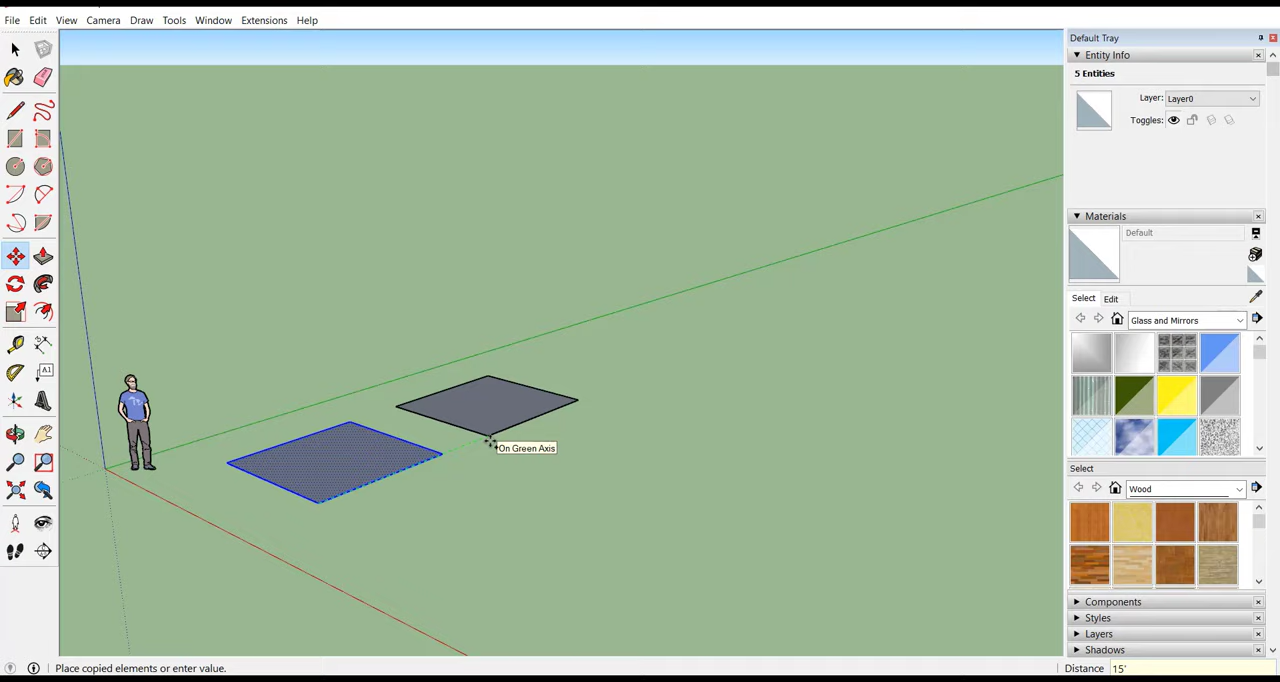 File Edit View Camera Draw Tools Window Extensions Help
Default Tray
Entity Info
5 Entities
Layer: Layer0
Toggles:
Materials
Default
Select Edit
Glass and Mirrors
Select
Wood
Components
Styles
Layers
Shadows
A1
On Green Axis
Place copied elements or enter value.
Distance 15'